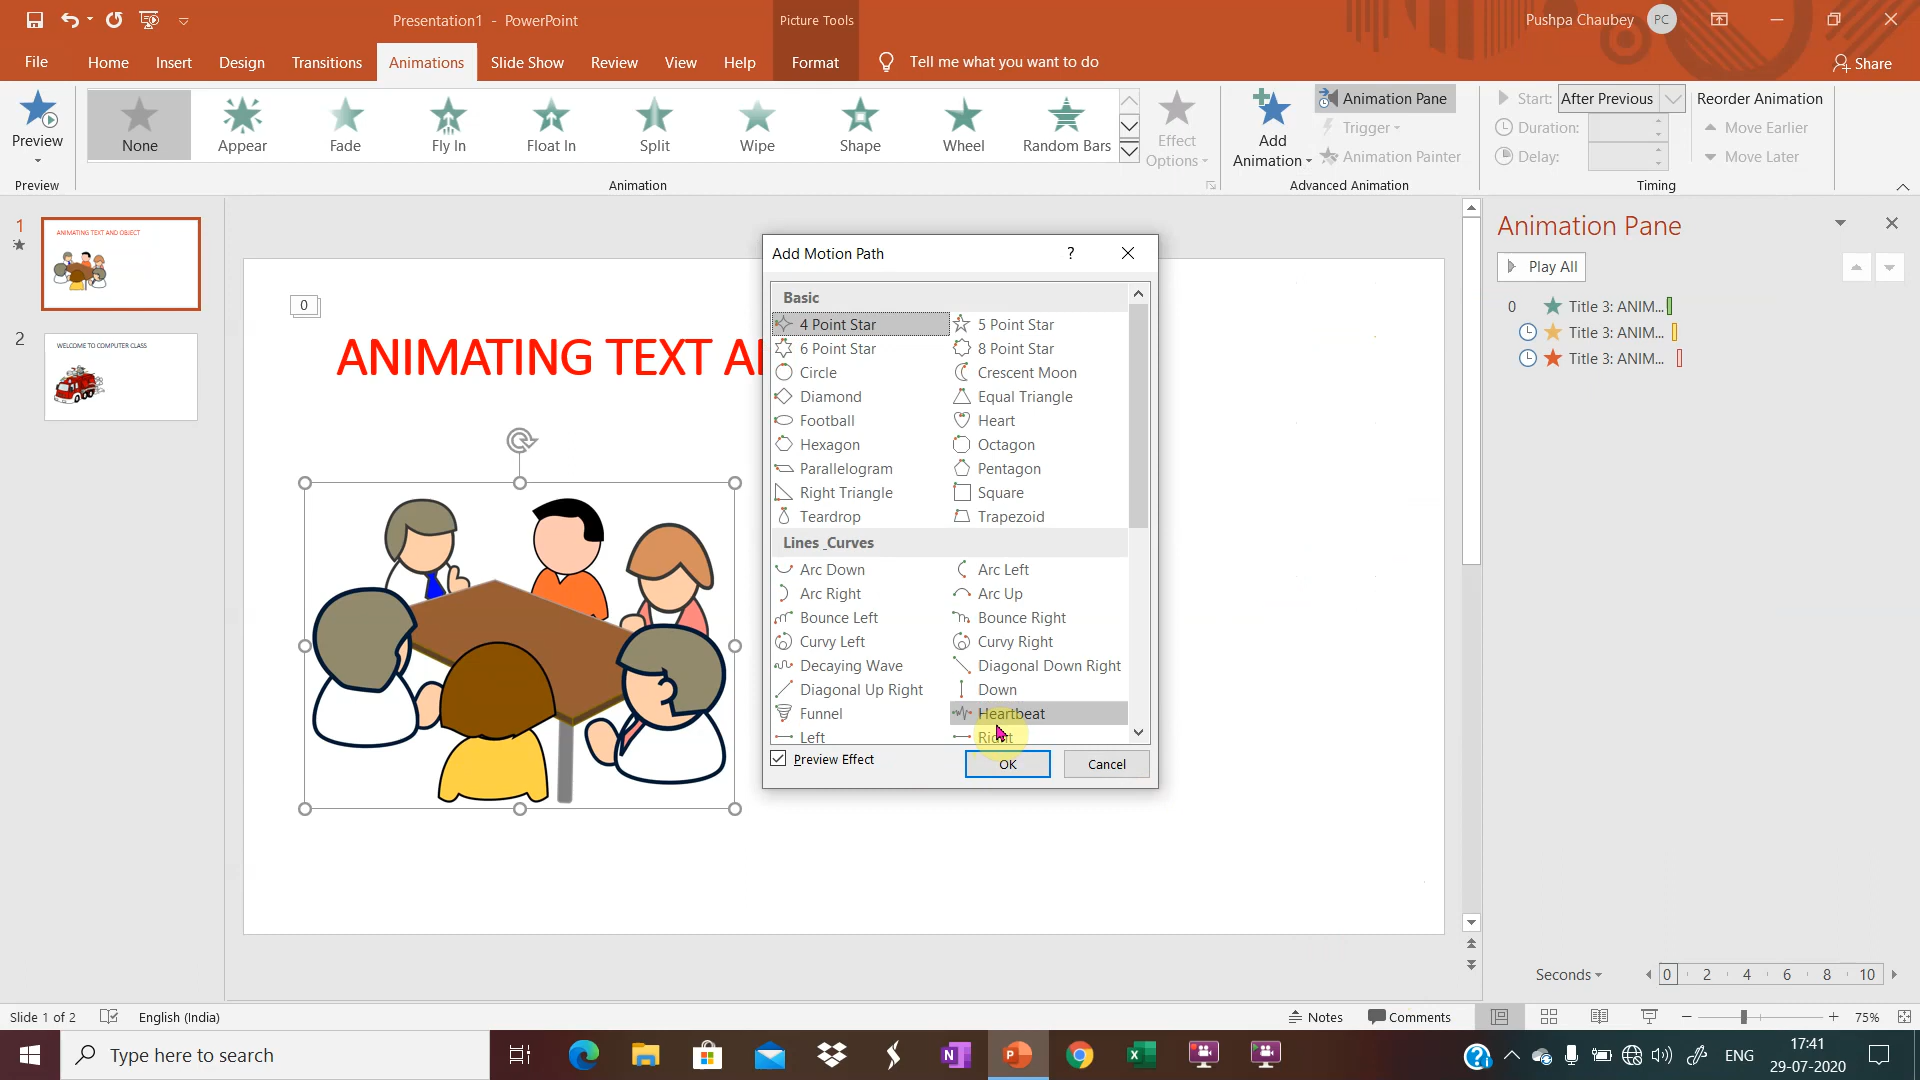 Presentation1 - PowerPoint
Picture Tools
Pushpa Chaubey
PC
File
Home
Insert
Design
Transitions
Animations
Slide Show
Review
View
Help
Format
Tell me what you want to do
Share
Preview
None
Appear
Fade
Fly In
Float In
Split
Wipe
Shape
Wheel
Random Bars
Effect
Options
Add
Animation
Animation Pane
Trigger
Animation Painter
Start:
After Previous
Duration:
Delay:
Reorder Animation
Move Earlier
Move Later
Preview
Animation
Advanced Animation
Timing
1
ANIMATING TEXT AND OBJECT
2
WELCOME TO COMPUTER CLASS
0
ANIMATING TEXT
Add Motion Path
?
Basic
4 Point Star
5 Point Star
6 Point Star
8 Point Star
Circle
Crescent Moon
Diamond
Equal Triangle
Football
Heart
Hexagon
Octagon
Parallelogram
Pentagon
Right Triangle
Square
Teardrop
Trapezoid
Lines_Curves
Arc Down
Arc Left
Arc Right
Arc Up
Bounce Left
Bounce Right
Curvy Left
Curvy Right
Decaying Wave
Diagonal Down Right
Diagonal Up Right
Down
Funnel
Heartbeat
Left
Right
Preview Effect
OK
Cancel
Animation Pane
Play All
0 Title 3: ANIM...
Title 3: ANIM...
Title 3: ANIM...
Seconds
0 2 4 6 8 10
Slide 1 of 2
English (India)
Notes
Comments
75%
Type here to search
ENG
17:41
29-07-2020